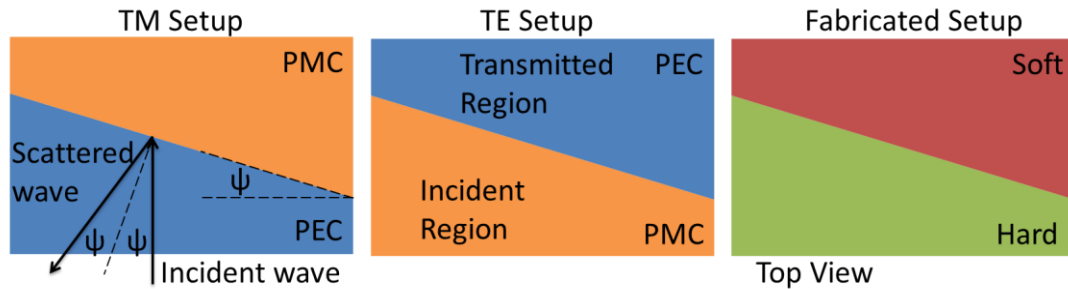 TM Setup
PMC
Scattered
wave
ψ
ψ ψ
PEC
Incident wave
TE Setup
Transmitted
Region
PEC
Incident
Region
PMC
Fabricated Setup
Soft
Hard
Top View